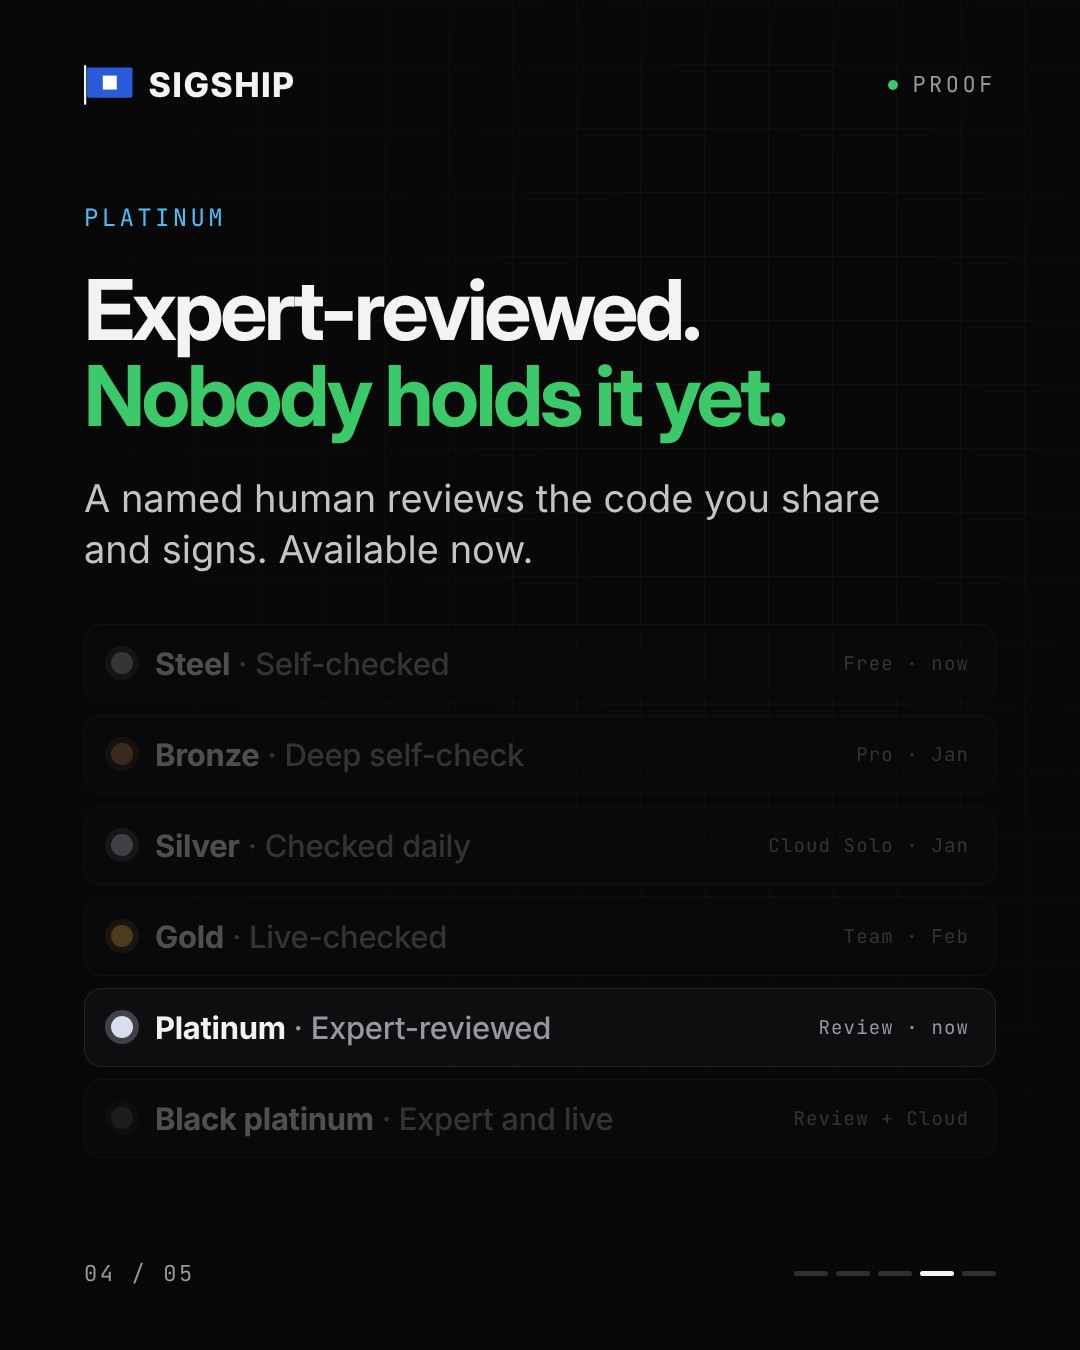 SIGSHIP
PROOF
PLATINUM
Expert-reviewed.
Nobody holds it yet.
A named human reviews the code you share
and signs. Available now.
Steel · Self-checked Free · now
Bronze · Deep self-check Pro · Jan
Silver · Checked daily Cloud Solo · Jan
Gold · Live-checked Team · Feb
Platinum · Expert-reviewed Review · now
Black platinum · Expert and live Review + Cloud
04 / 05